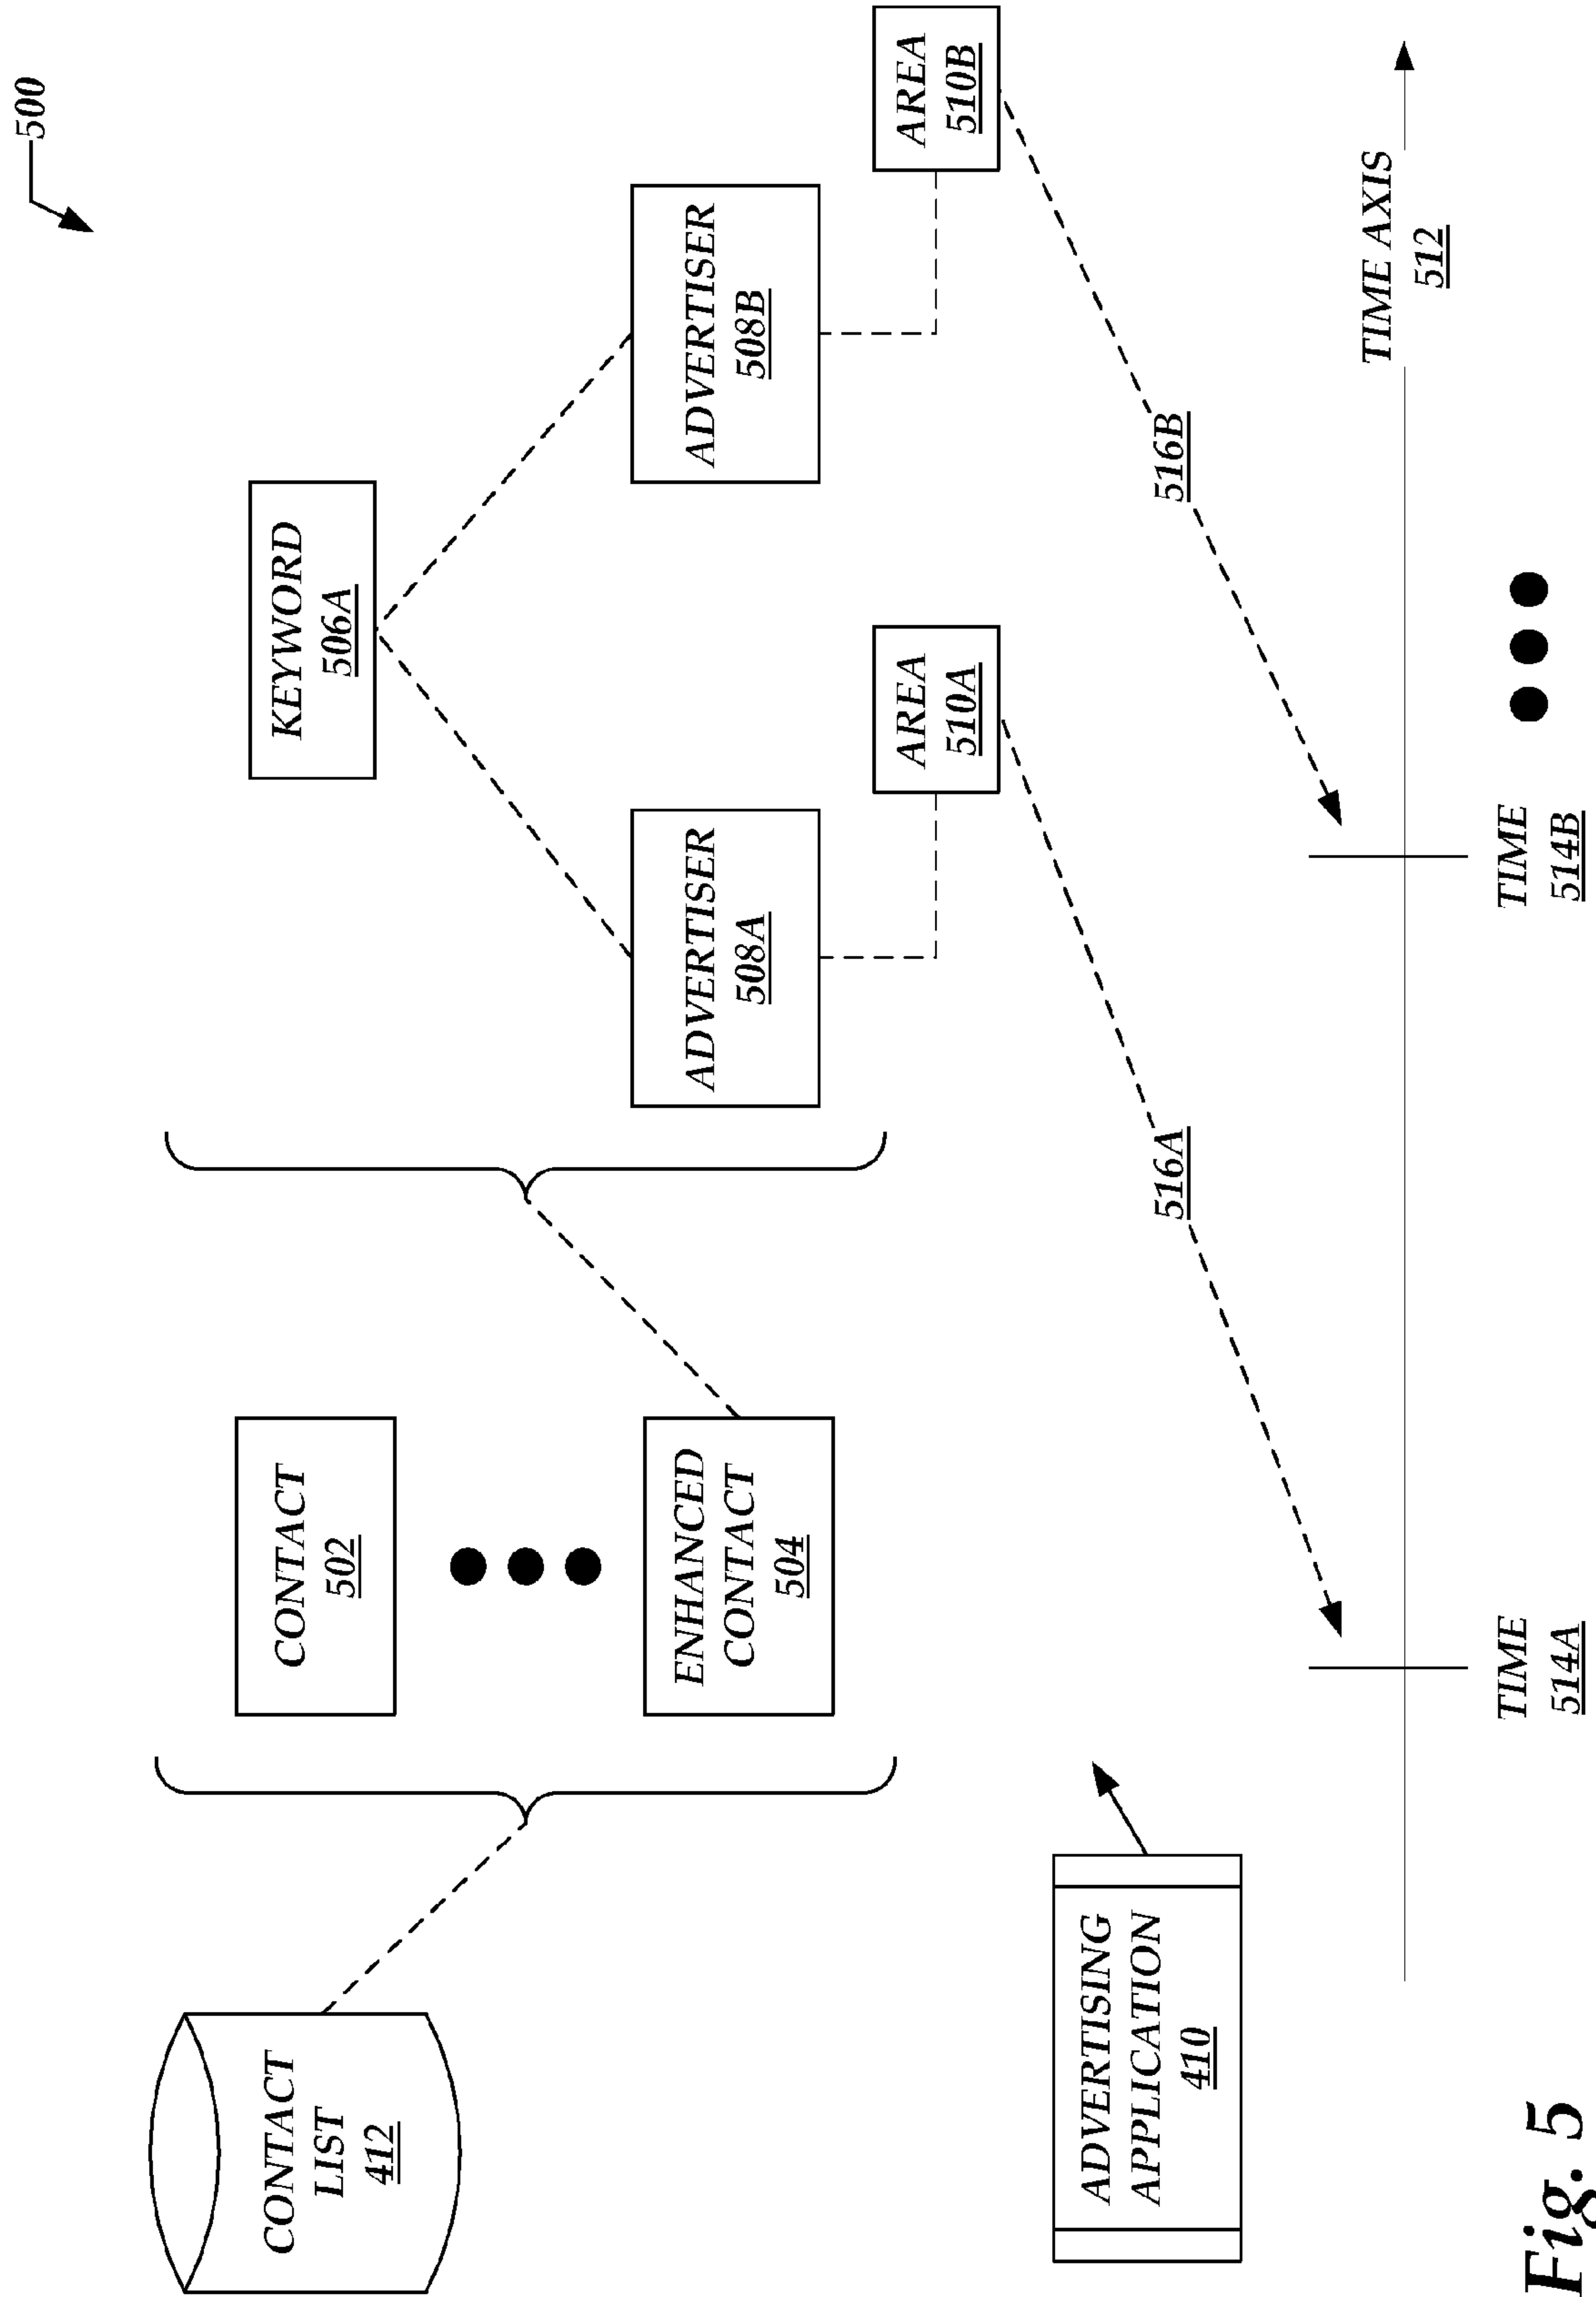 500
CONTACT
LIST
412
CONTACT
502
ENHANCED
CONTACT
504
KEYWORD
506A
ADVERTISER
508A
ADVERTISER
508B
AREA
510A
AREA
510B
ADVERTISING
APPLICATION
410
516A
516B
TIME AXIS
512
TIME
514A
TIME
514B
Fig. 5